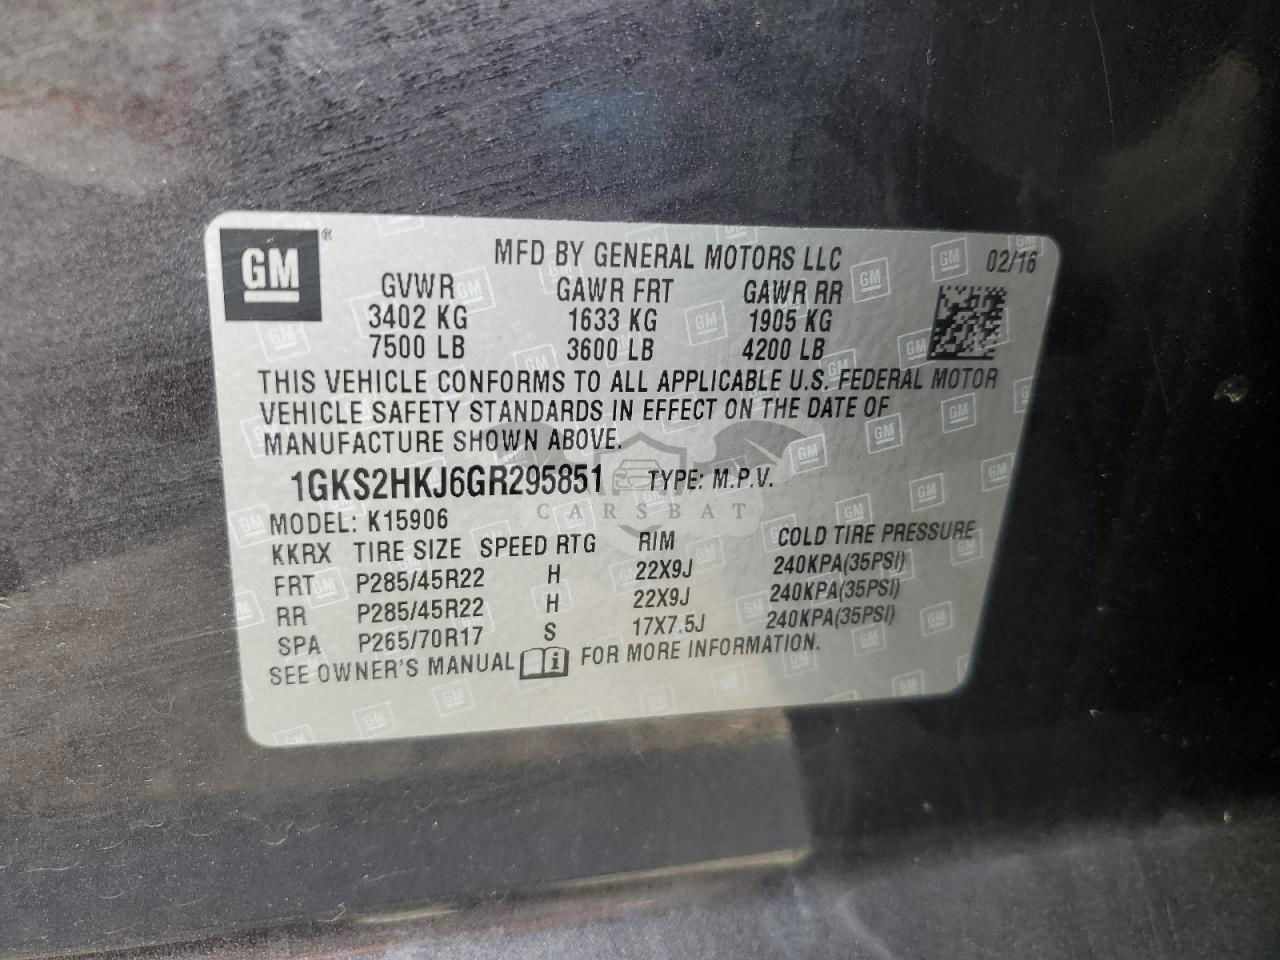 GM®
MFD BY GENERAL MOTORS LLC 02/16
GVWR GAWR FRT GAWR RR
3402 KG 1633 KG 1905 KG
7500 LB 3600 LB 4200 LB
THIS VEHICLE CONFORMS TO ALL APPLICABLE U.S. FEDERAL MOTOR
VEHICLE SAFETY STANDARDS IN EFFECT ON THE DATE OF
MANUFACTURE SHOWN ABOVE.
1GKS2HKJ6GR295851 TYPE: M.P.V.
CARSBAT
MODEL: K15906
KKRX TIRE SIZE SPEED RTG RIM COLD TIRE PRESSURE
FRT P285/45R22 H 22X9J 240KPA(35PSI)
RR P285/45R22 H 22X9J 240KPA(35PSI)
SPA P265/70R17 S 17X7.5J 240KPA(35PSI)
SEE OWNER'S MANUAL i FOR MORE INFORMATION.